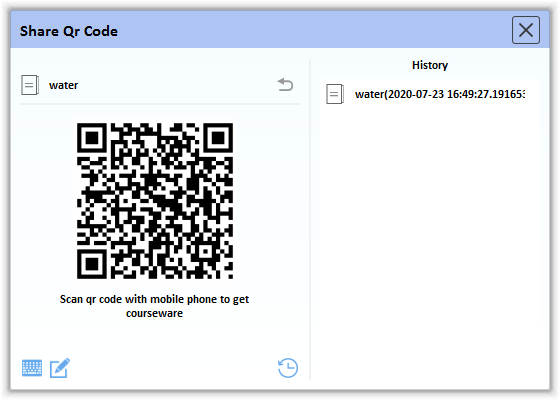 Share Qr Code
water
Scan qr code with mobile phone to get
courseware
History
water(2020-07-23 16:49:27.191653